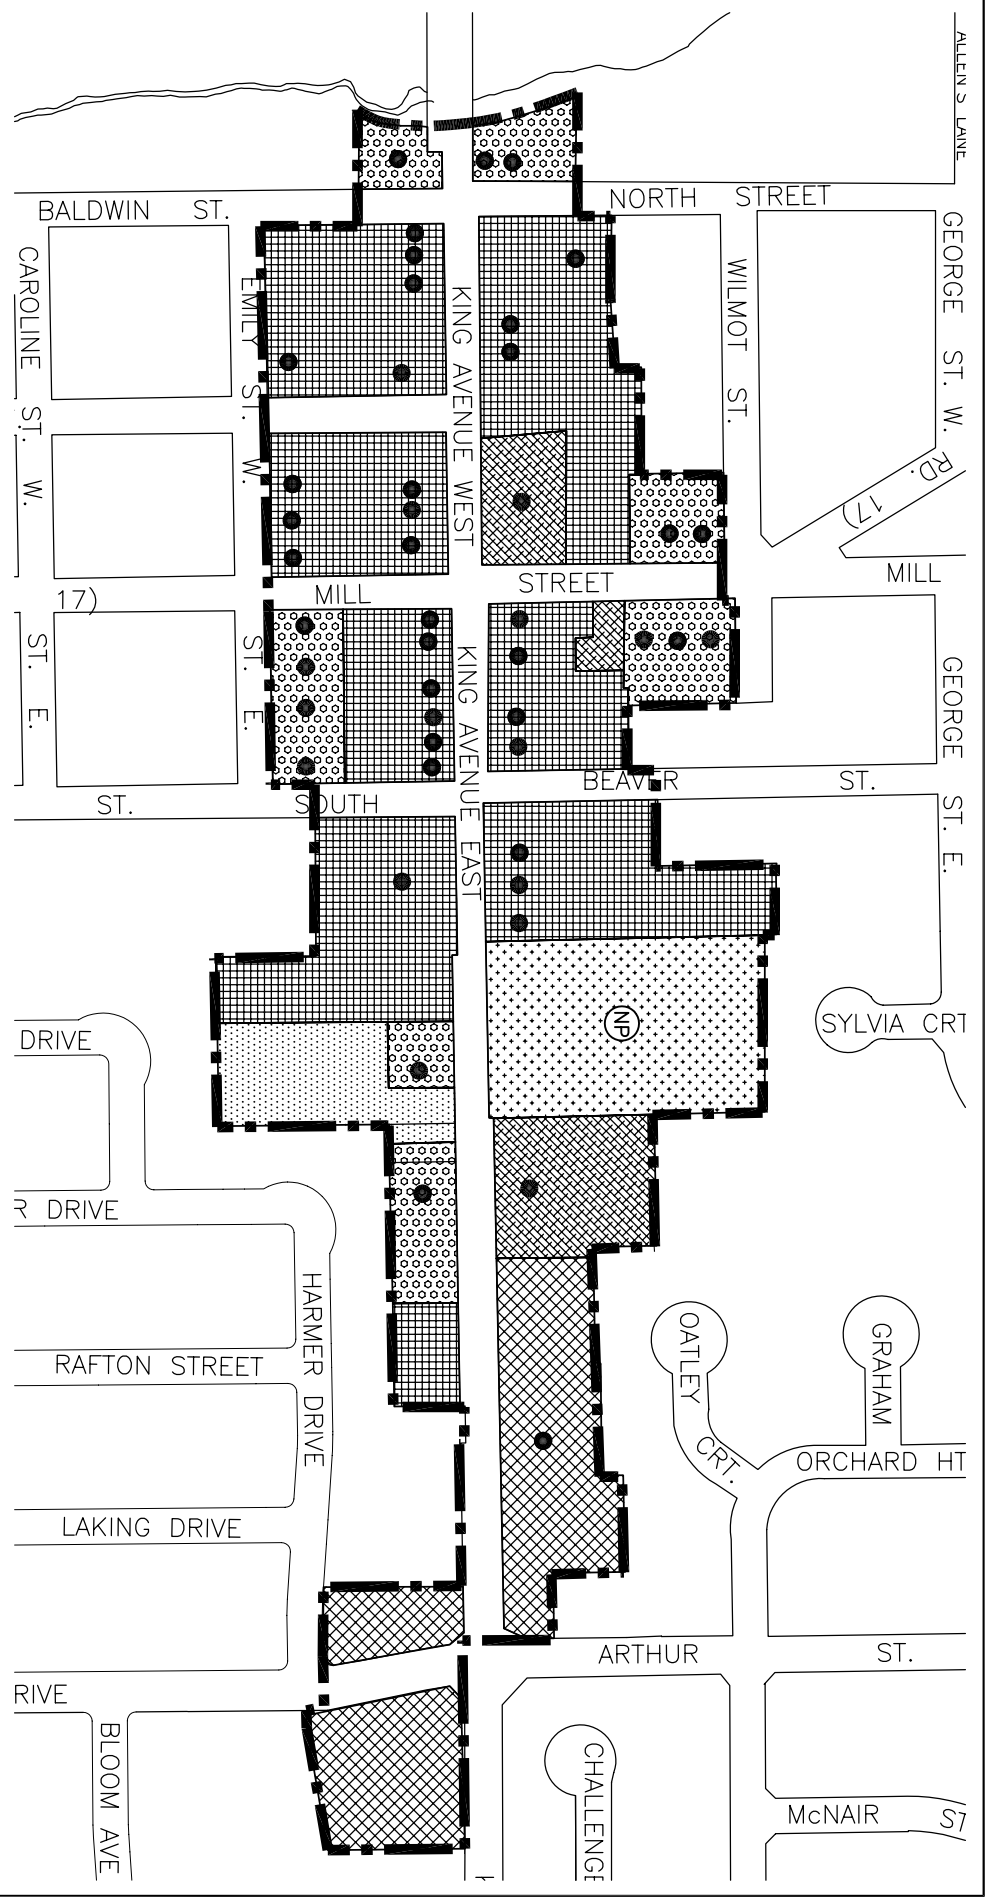 ALLEN'S LANE
NORTH STREET
BALDWIN ST.
CAROLINE ST. W.
EMILY ST. W.
KING AVENUE WEST
WILMOT ST.
GEORGE ST. W.
RD. 17)
MILL STREET
MILL
17)
ST. E.
ST. E.
KING AVENUE EAST
GEORGE ST. E.
BEAVER ST.
ST. SOUTH
NP
SYLVIA CRT
DRIVE
R DRIVE
HARMER DRIVE
RAFTON STREET
OATLEY CRT.
GRAHAM
ORCHARD HT
LAKING DRIVE
ARTHUR ST.
RIVE
BLOOM AVE
CHALLENGE
McNAIR ST